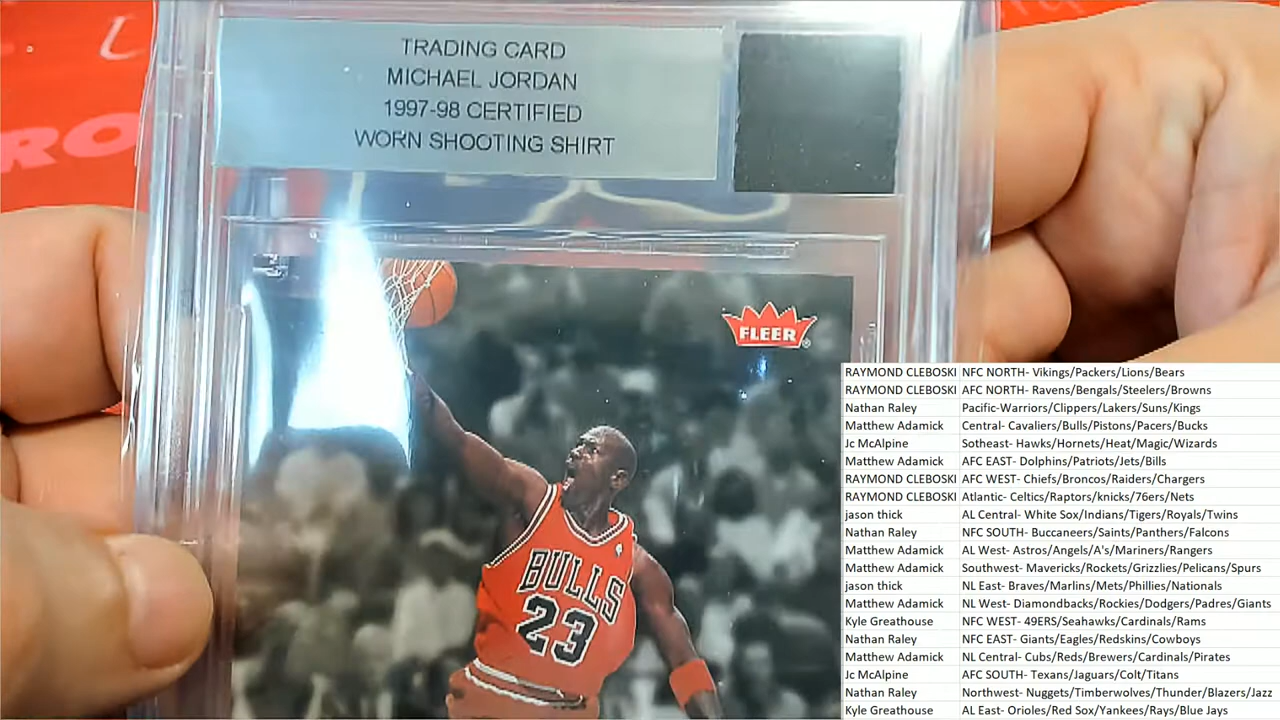 TRADING CARD
MICHAEL JORDAN
1997-98 CERTIFIED
WORN SHOOTING SHIRT
RO
FLEER
BULLS
23
RAYMOND CLEBOSKI NFC NORTH- Vikings/Packers/Lions/Bears
RAYMOND CLEBOSKI AFC NORTH- Ravens/Bengals/Steelers/Browns
Nathan Raley Pacific-Warriors/Clippers/Lakers/Suns/Kings
Matthew Adamick Central- Cavaliers/Bulls/Pistons/Pacers/Bucks
Jc McAlpine Sotheast- Hawks/Hornets/Heat/Magic/Wizards
Matthew Adamick AFC EAST- Dolphins/Patriots/Jets/Bills
RAYMOND CLEBOSKI AFC WEST- Chiefs/Broncos/Raiders/Chargers
RAYMOND CLEBOSKI Atlantic- Celtics/Raptors/knicks/76ers/Nets
jason thick AL Central- White Sox/Indians/Tigers/Royals/Twins
Nathan Raley NFC SOUTH- Buccaneers/Saints/Panthers/Falcons
Matthew Adamick AL West- Astros/Angels/A's/Mariners/Rangers
Matthew Adamick Southwest- Mavericks/Rockets/Grizzlies/Pelicans/Spurs
jason thick NL East- Braves/Marlins/Mets/Phillies/Nationals
Matthew Adamick NL West- Diamondbacks/Rockies/Dodgers/Padres/Giants
Kyle Greathouse NFC WEST- 49ERS/Seahawks/Cardinals/Rams
Nathan Raley NFC EAST- Giants/Eagles/Redskins/Cowboys
Matthew Adamick NL Central- Cubs/Reds/Brewers/Cardinals/Pirates
Jc McAlpine AFC SOUTH- Texans/Jaguars/Colt/Titans
Nathan Raley Northwest- Nuggets/Timberwolves/Thunder/Blazers/Jazz
Kyle Greathouse AL East- Orioles/Red Sox/Yankees/Rays/Blue Jays